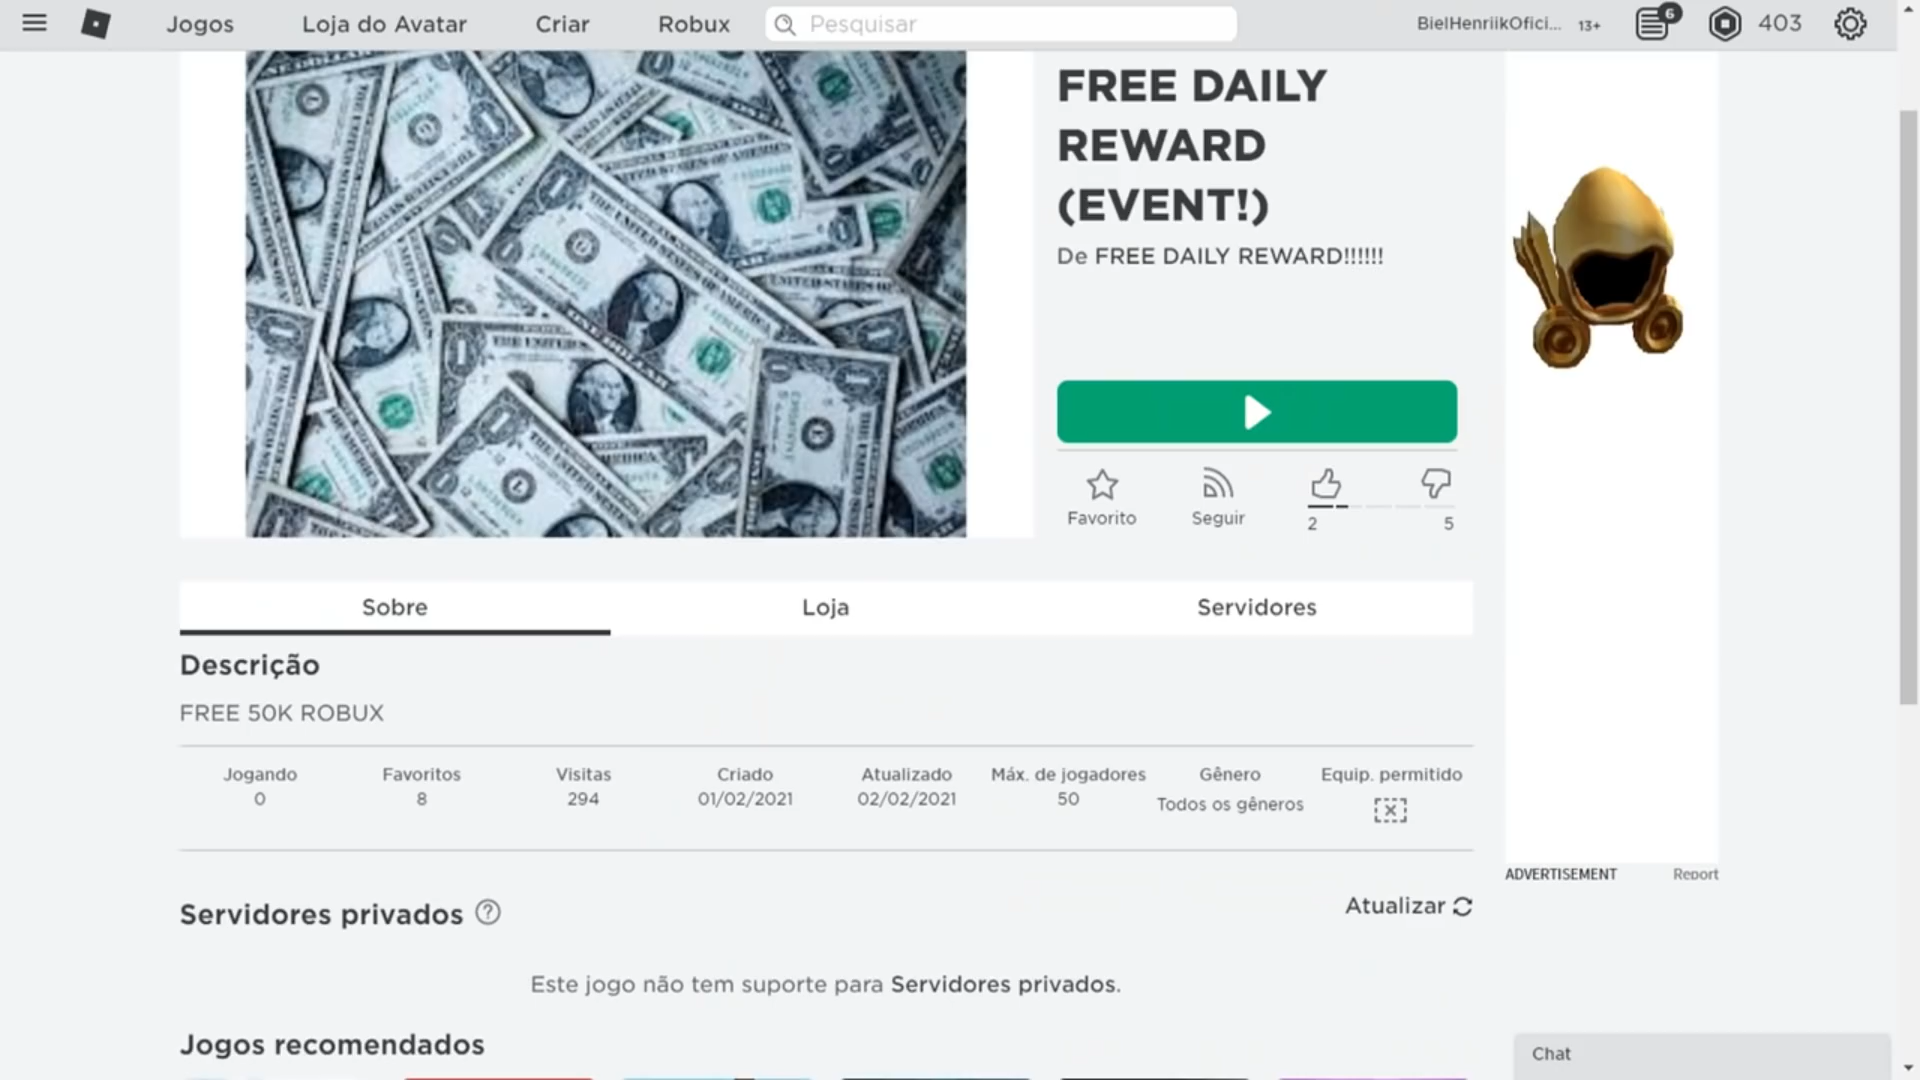 Jogos
Loja do Avatar
Criar
Robux
Pesquisar
BielHenriikOfici...
13+
6
403
FREE DAILY
REWARD
(EVENT!)
De FREE DAILY REWARD!!!!!!
Favorito
Seguir
2
5
Sobre
Loja
Servidores
Descrição
FREE 50K ROBUX
Jogando
Favoritos
Visitas
Criado
Atualizado
Máx. de jogadores
Gênero
Equip. permitido
0
8
294
01/02/2021
02/02/2021
50
Todos os gêneros
ADVERTISEMENT
Report
Servidores privados
Atualizar
Este jogo não tem suporte para Servidores privados.
Jogos recomendados
Chat